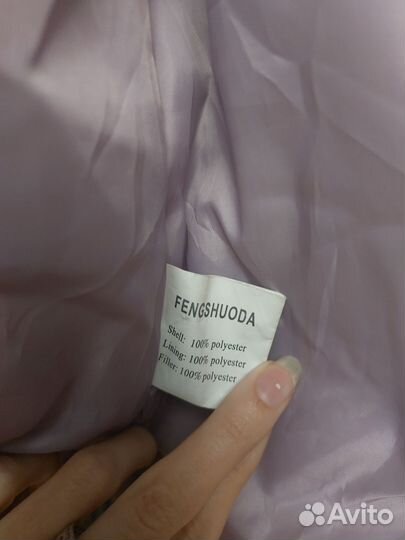 FENGSHUODA
Shell: 100% polyester
Lining: 100% polyester
Filler: 100% polyester
Avito